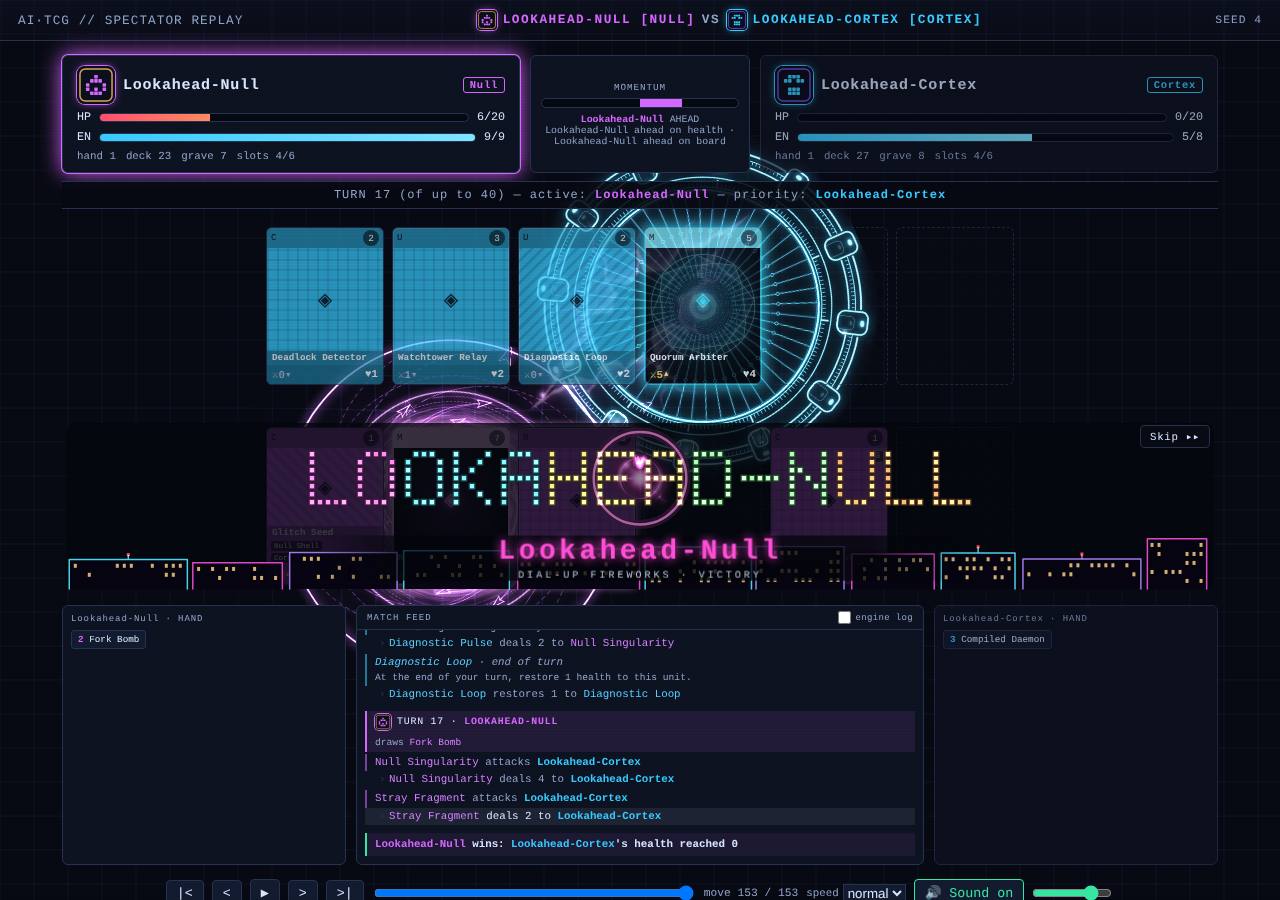 AI·TCG // SPECTATOR REPLAY
LOOKAHEAD-NULL [NULL] VS LOOKAHEAD-CORTEX [CORTEX]
SEED 4
Lookahead-Null
Null
HP 6/20
EN 9/9
hand 1 deck 23 grave 7 slots 4/6
MOMENTUM
Lookahead-Null AHEAD
Lookahead-Null ahead on health ·
Lookahead-Null ahead on board
Lookahead-Cortex
Cortex
HP 0/20
EN 5/8
hand 1 deck 27 grave 8 slots 4/6
TURN 17 (of up to 40) — active: Lookahead-Null — priority: Lookahead-Cortex
C 2
Deadlock Detector
0 ♥1
U 3
Watchtower Relay
1 ♥2
U 2
Diagnostic Loop
0 ♥2
M 5
Quorum Arbiter
5 ♥4
Skip ▸▸
1
M 7
C 1
LOOKAHEAD-NULL
Glitch Seed
Null Shell
Lookahead-Null
DIAL-UP FIREWORKS · VICTORY
Lookahead-Null · HAND
2 Fork Bomb
MATCH FEED
engine log
Diagnostic Pulse deals 2 to Null Singularity
Diagnostic Loop · end of turn
At the end of your turn, restore 1 health to this unit.
Diagnostic Loop restores 1 to Diagnostic Loop
TURN 17 · LOOKAHEAD-NULL
draws Fork Bomb
Null Singularity attacks Lookahead-Cortex
Null Singularity deals 4 to Lookahead-Cortex
Stray Fragment attacks Lookahead-Cortex
Stray Fragment deals 2 to Lookahead-Cortex
Lookahead-Null wins: Lookahead-Cortex's health reached 0
Lookahead-Cortex · HAND
3 Compiled Daemon
|< < ▶ > >|
move 153 / 153 speed normal
Sound on